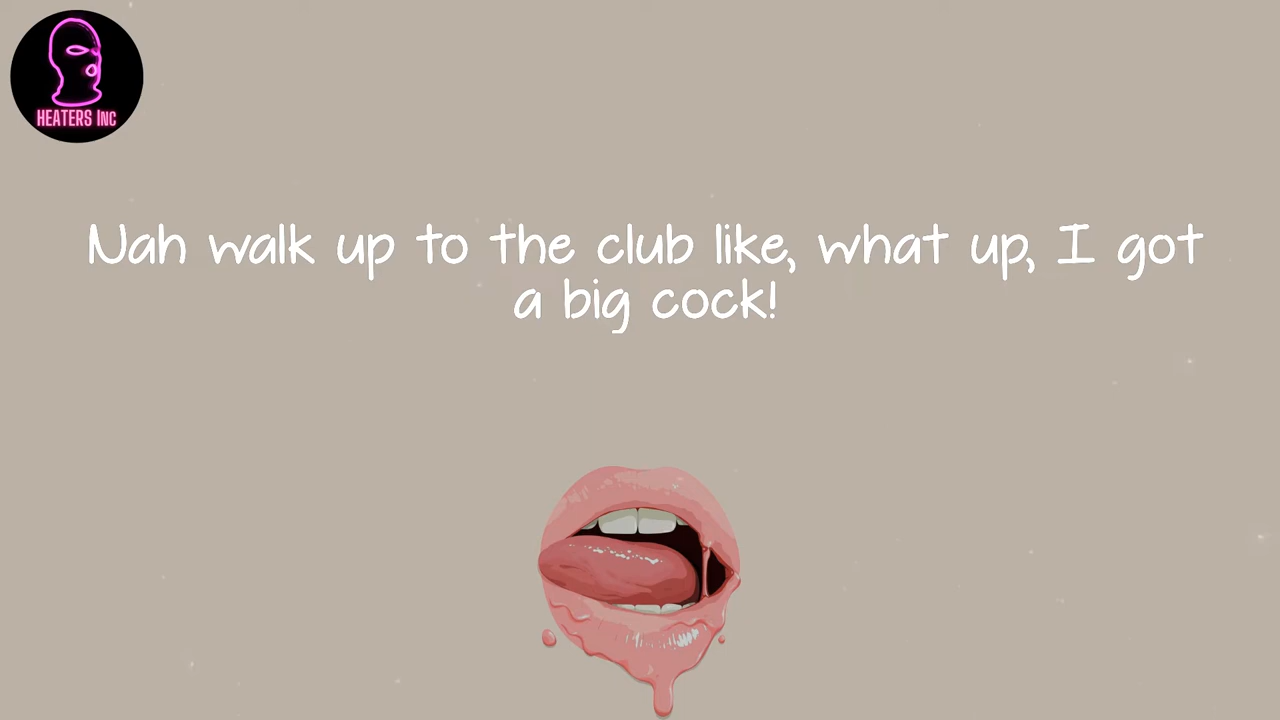 HEATERS INC
Nah walk up to the club like, what up, I got
a big cock!